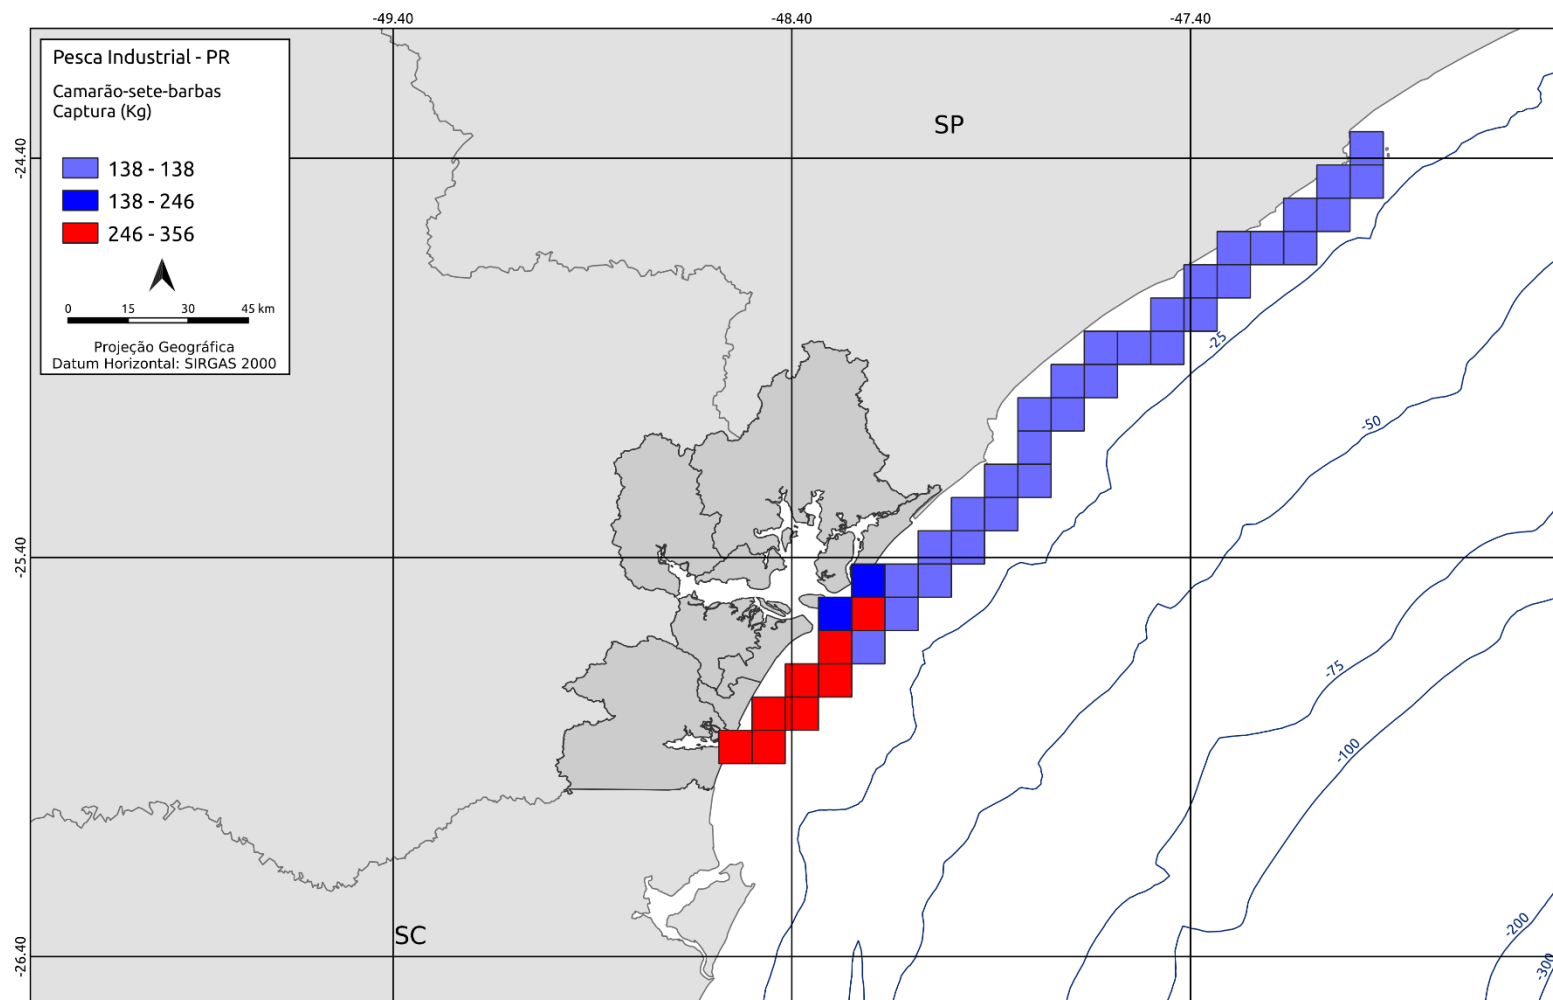 -49.40 -48.40 -47.40
Pesca Industrial - PR
Camarão-sete-barbas
Captura (Kg)
138 - 138
138 - 246
246 - 356
0 15 30 45 km
Projeção Geográfica
Datum Horizontal: SIRGAS 2000
SP
-24.40
-25
-50
-25.40
-75
-100
-200
SC
-26.40
-300